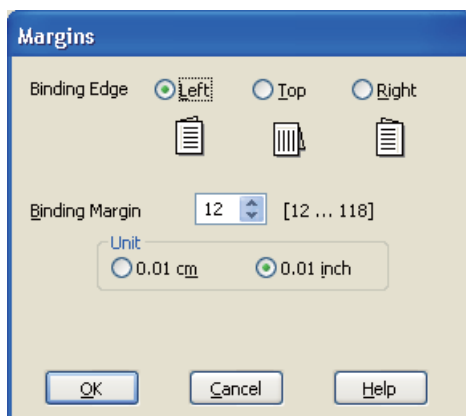 Margins
Binding Edge Left Top Right
Binding Margin 12 [12 ... 118]
Unit
0.01 cm 0.01 inch
OK Cancel Help